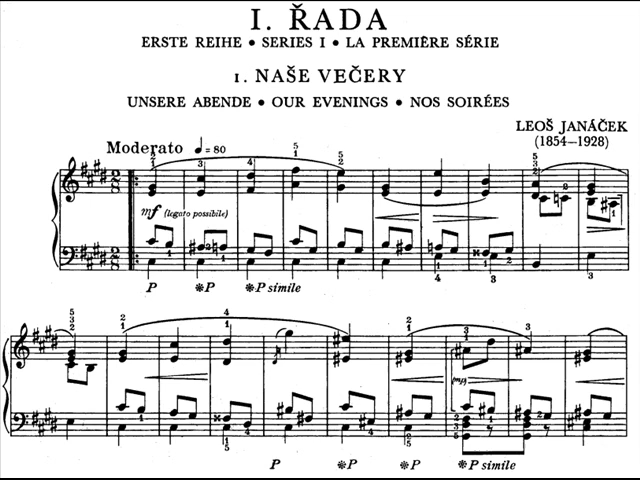 I. ŘADA
ERSTE REIHE • SERIES I • LA PREMIÈRE SÉRIE
1. NAŠE VEČERY
UNSERE ABENDE • OUR EVENINGS • NOS SOIRÉES
LEOŠ JANÁČEK
(1854–1928)
Moderato ♩= 80
mf (legato possibile)
P *P *P simile
P *P *P *P simile